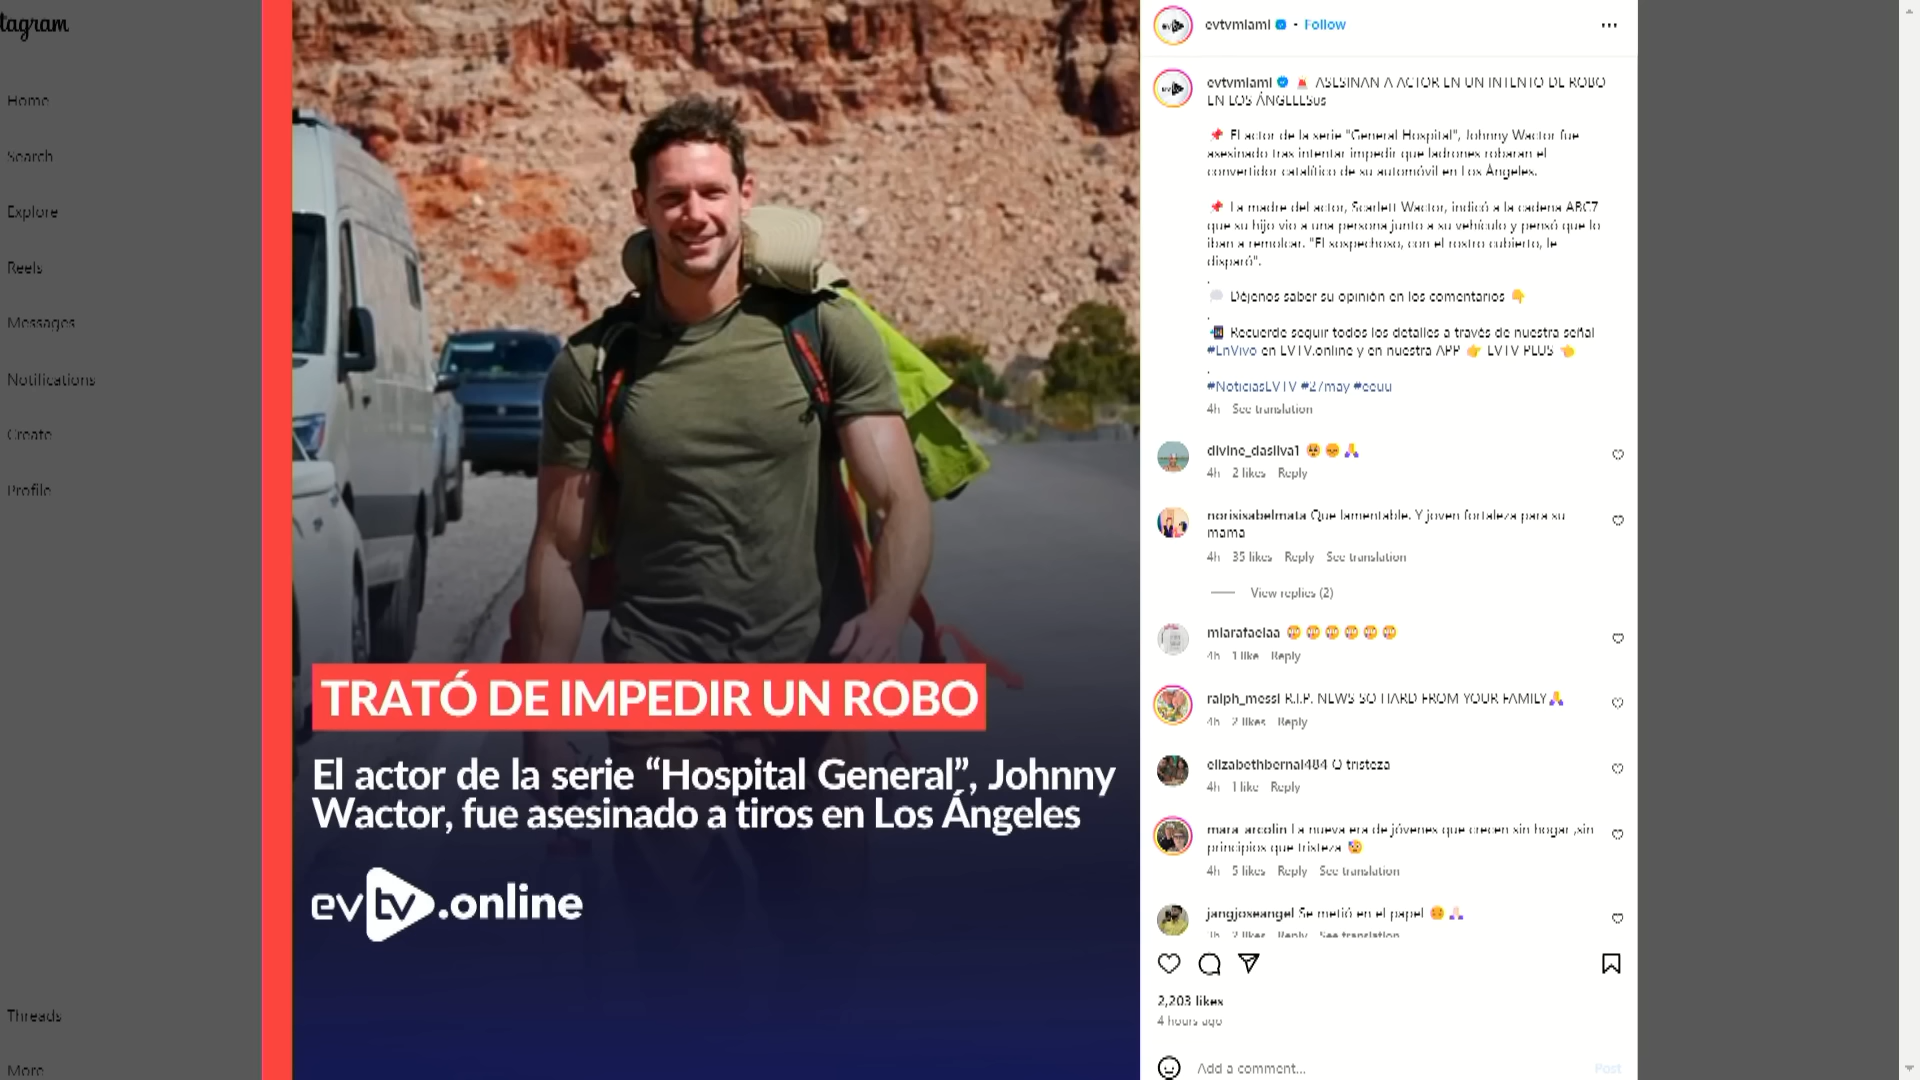 tagram
Home
Search
Explore
Reels
Messages
Notifications
Create
Profile
Threads
More
TRATÓ DE IMPEDIR UN ROBO
El actor de la serie “Hospital General”, Johnny
Wactor, fue asesinado a tiros en Los Ángeles
evtv.online
evtvmiami • Follow
evtvmiami 🚨 ASESINAN A ACTOR EN UN INTENTO DE ROBO
EN LOS ÁNGELESus
📌 El actor de la serie "General Hospital", Johnny Wactor fue
asesinado tras intentar impedir que ladrones robaran el
convertidor catalítico de su automóvil en Los Ángeles.
📌 La madre del actor, Scarlett Wactor, indicó a la cadena ABC7
que su hijo vio a una persona junto a su vehículo y pensó que lo
iban a remolcar. "El sospechoso, con el rostro cubierto, le
disparó".
.
💭 Déjenos saber su opinión en los comentarios 👇
.
📲 Recuerde seguir todos los detalles a través de nuestra señal
#EnVivo en EVTV.online y en nuestra APP 👉 EVTV PLUS 👈
.
#NoticiasEVTV #27may #eeuu
4h See translation
divine_dasilva1
4h 2 likes Reply
norisisabelmata Que lamentable. Y joven fortaleza para su
mama
4h 35 likes Reply See translation
View replies (2)
miarafaelaa
4h 1 like Reply
ralph_messi R.I.P. NEWS SO HARD FROM YOUR FAMILY🙏
4h 2 likes Reply
elizabethbernal484 O tristeza
4h 1 like Reply
mara_arcolin La nueva era de jóvenes que crecen sin hogar ,sin
principios que tristeza
4h 5 likes Reply See translation
jangjoseangel Se metió en el papel
3h 2 likes Reply See translation
2,203 likes
4 hours ago
Add a comment...
Post